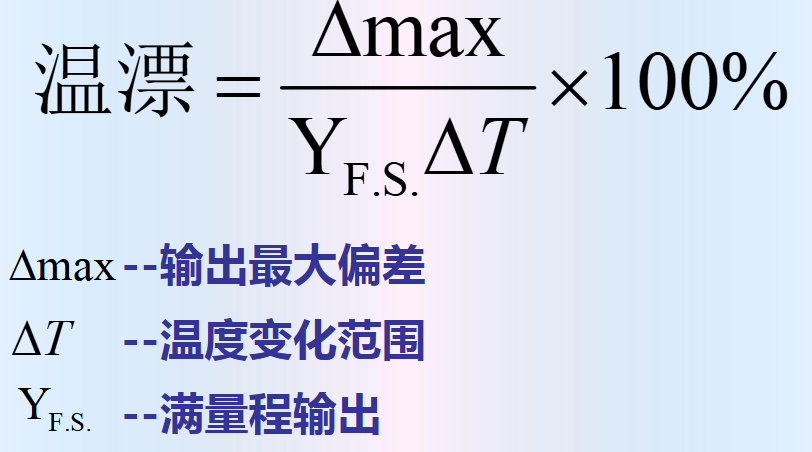 温漂 = Δmax / Y_F.S. ΔT ×100%
Δmax --输出最大偏差
ΔT --温度变化范围
Y_F.S. --满量程输出